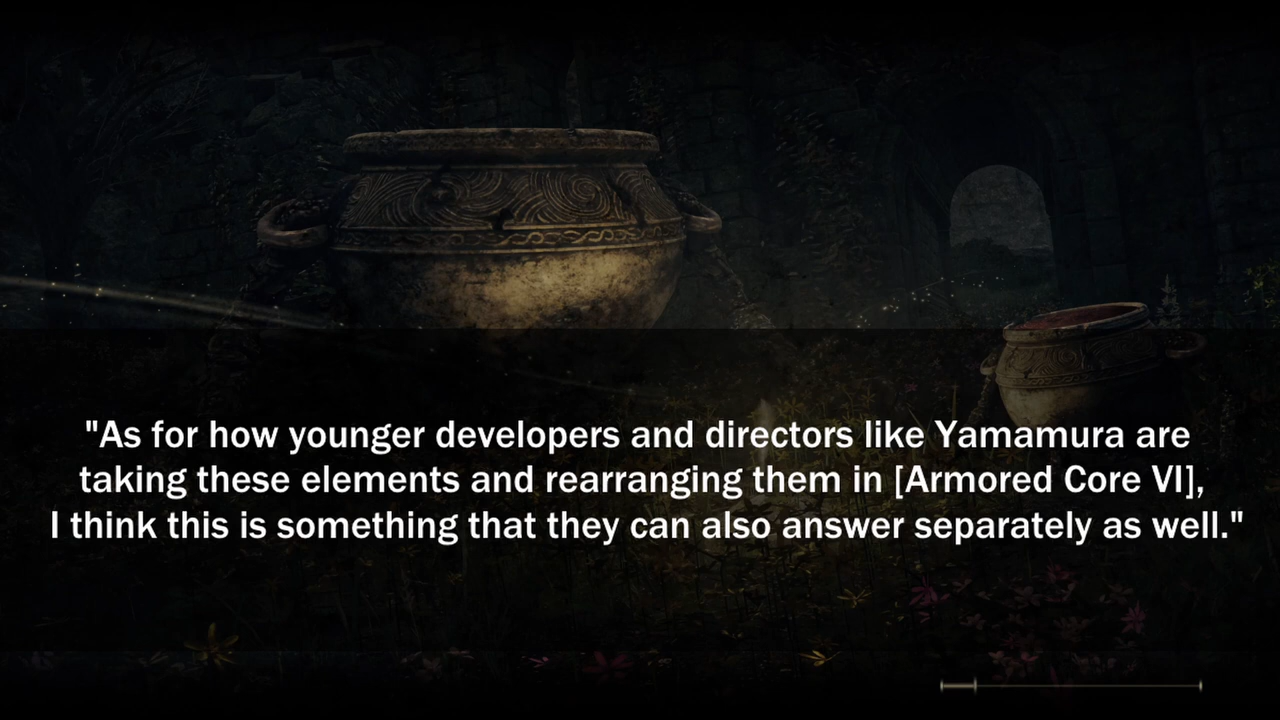 "As for how younger developers and directors like Yamamura are
taking these elements and rearranging them in [Armored Core VI],
I think this is something that they can also answer separately as well."